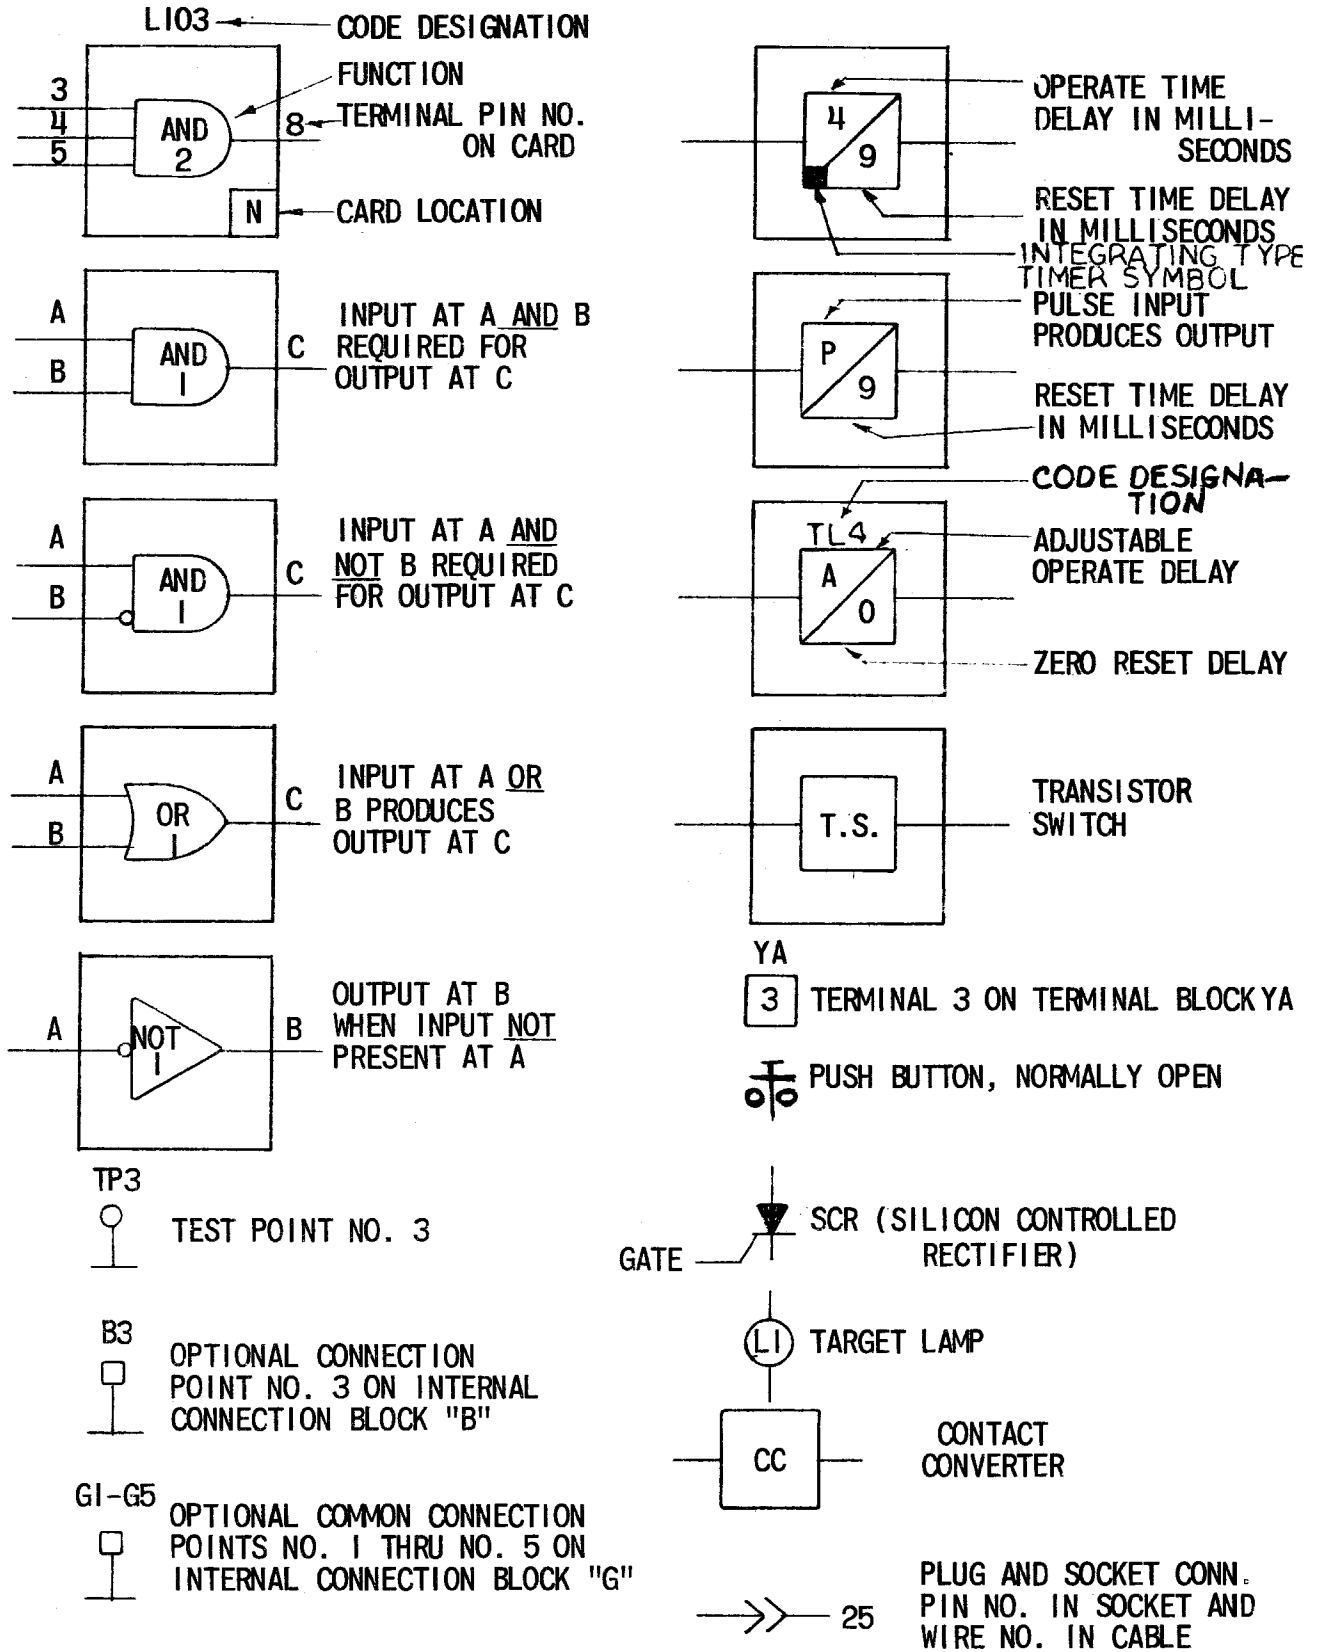 L103
CODE DESIGNATION
FUNCTION
3
4
5
AND
2
8
TERMINAL PIN NO.
ON CARD
N
CARD LOCATION
A
B
AND
1
C
INPUT AT A AND B
REQUIRED FOR
OUTPUT AT C
A
B
AND
1
C
INPUT AT A AND
NOT B REQUIRED
FOR OUTPUT AT C
A
B
OR
1
C
INPUT AT A OR
B PRODUCES
OUTPUT AT C
A
NOT
1
B
OUTPUT AT B
WHEN INPUT NOT
PRESENT AT A
TP3
TEST POINT NO. 3
B3
OPTIONAL CONNECTION
POINT NO. 3 ON INTERNAL
CONNECTION BLOCK "B"
G1-G5
OPTIONAL COMMON CONNECTION
POINTS NO. 1 THRU NO. 5 ON
INTERNAL CONNECTION BLOCK "G"
4
9
OPERATE TIME
DELAY IN MILLI-
SECONDS
RESET TIME DELAY
IN MILLISECONDS
INTEGRATING TYPE
TIMER SYMBOL
P
9
PULSE INPUT
PRODUCES OUTPUT
RESET TIME DELAY
IN MILLISECONDS
CODE DESIGNA-
TION
TL4
A
0
ADJUSTABLE
OPERATE DELAY
ZERO RESET DELAY
T.S.
TRANSISTOR
SWITCH
YA
3
TERMINAL 3 ON TERMINAL BLOCK YA
PUSH BUTTON, NORMALLY OPEN
GATE
SCR (SILICON CONTROLLED
RECTIFIER)
L1
TARGET LAMP
CC
CONTACT
CONVERTER
25
PLUG AND SOCKET CONN.
PIN NO. IN SOCKET AND
WIRE NO. IN CABLE